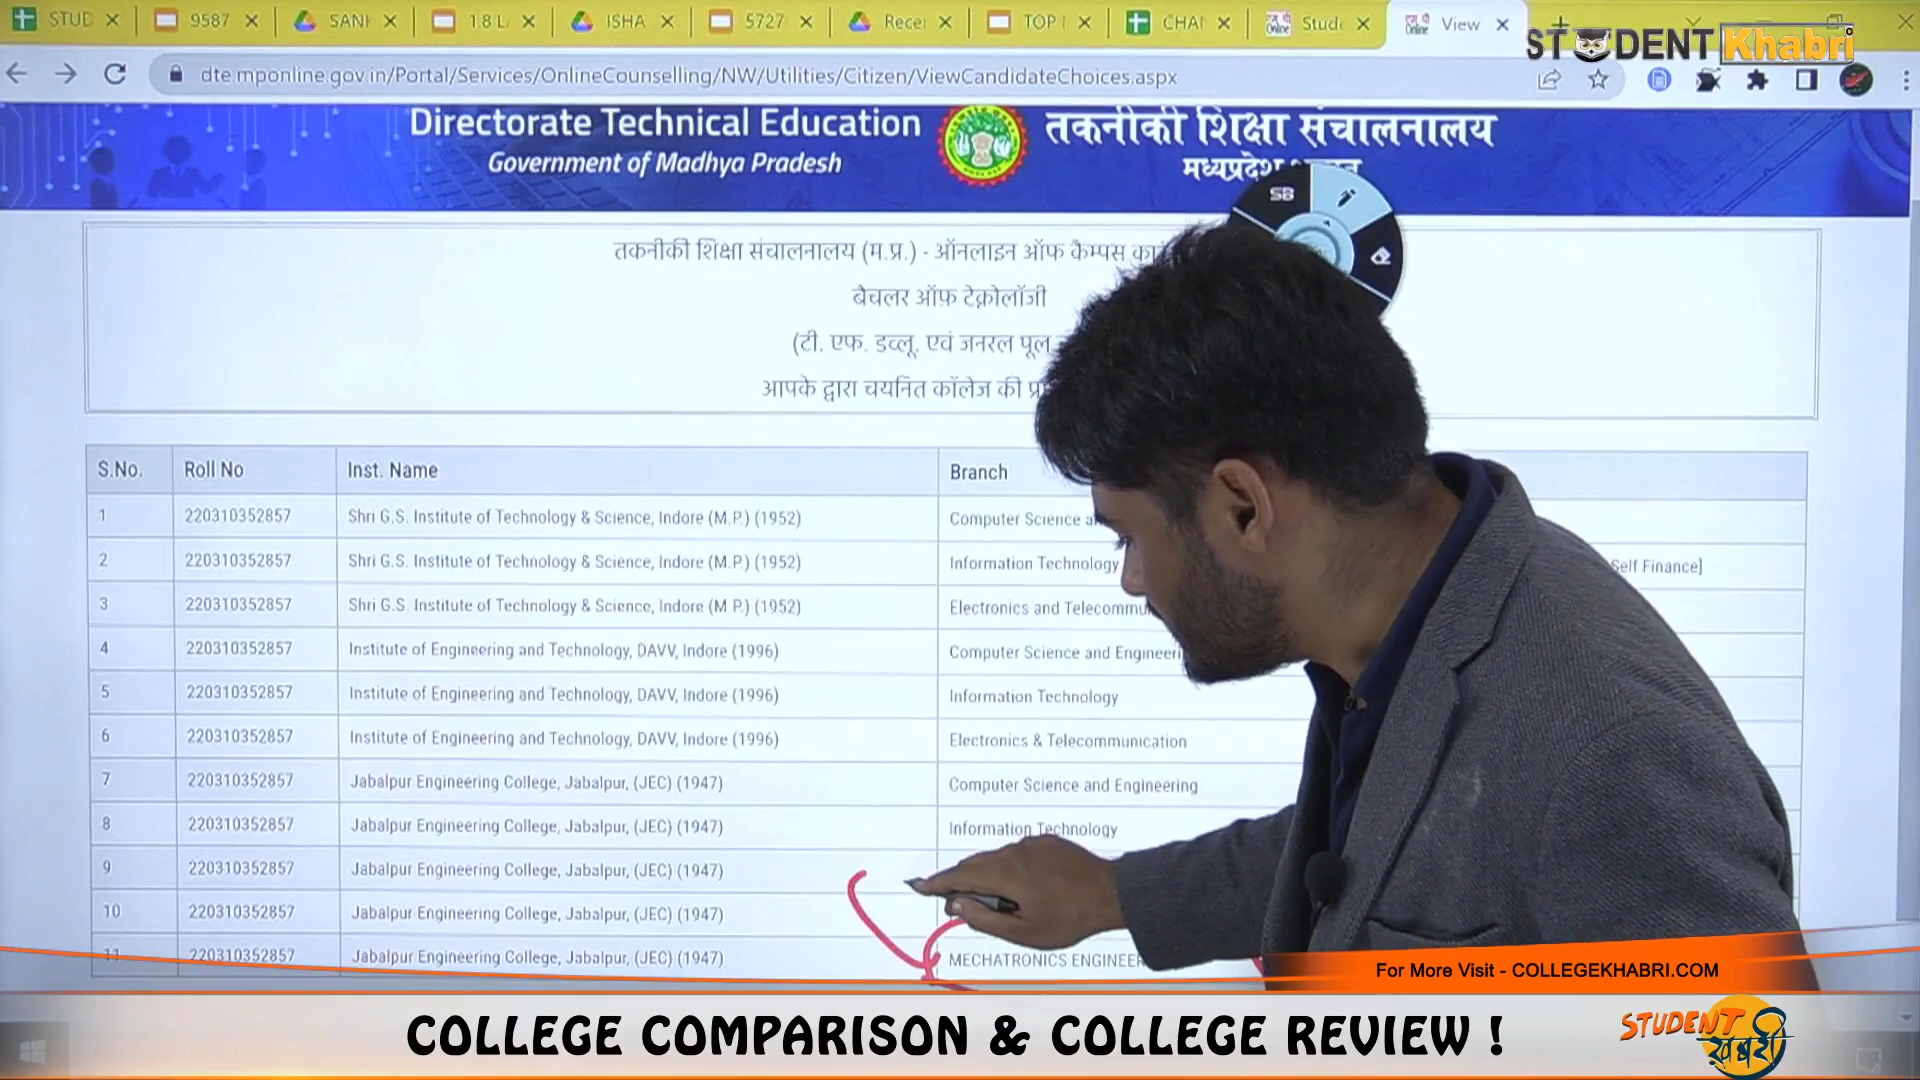 STUD
9587
SANK
1.8 L
ISHA
5727
Recei
TOP
CHAI
Stude
View
STUDENT Khabri
dte.mponline.gov.in/Portal/Services/OnlineCounselling/NW/Utilities/Citizen/ViewCandidateChoices.aspx
Directorate Technical Education
Government of Madhya Pradesh
तकनीकी शिक्षा संचालनालय
SB
तकनीकी शिक्षा संचालनालय (म.प्र.) - ऑनलाइन ऑफ कैम्पस
बैचलर ऑफ़ टेक्नोलॉजी
(टी. एफ. डव्लू. एवं जनरल पूल
आपके द्वारा चयनित कॉलेज की
S.No. Roll No Inst. Name Branch
1 220310352857 Shri G.S. Institute of Technology & Science, Indore (M.P.) (1952) Computer Science
2 220310352857 Shri G.S. Institute of Technology & Science, Indore (M.P.) (1952) Information Technology Self Finance]
3 220310352857 Shri G.S. Institute of Technology & Science, Indore (M.P.) (1952) Electronics and Telecommu
4 220310352857 Institute of Engineering and Technology, DAVV, Indore (1996) Computer Science and Engineeri
5 220310352857 Institute of Engineering and Technology, DAVV, Indore (1996) Information Technology
6 220310352857 Institute of Engineering and Technology, DAVV, Indore (1996) Electronics & Telecommunication
7 220310352857 Jabalpur Engineering College, Jabalpur, (JEC) (1947) Computer Science and Engineering
8 220310352857 Jabalpur Engineering College, Jabalpur, (JEC) (1947) Information Technology
9 220310352857 Jabalpur Engineering College, Jabalpur, (JEC) (1947)
10 220310352857 Jabalpur Engineering College, Jabalpur, (JEC) (1947)
11 220310352857 Jabalpur Engineering College, Jabalpur, (JEC) (1947) MECHATRONICS ENGINEER
For More Visit - COLLEGEKHABRI.COM
COLLEGE COMPARISON & COLLEGE REVIEW !
STUDENT
ख़बरी